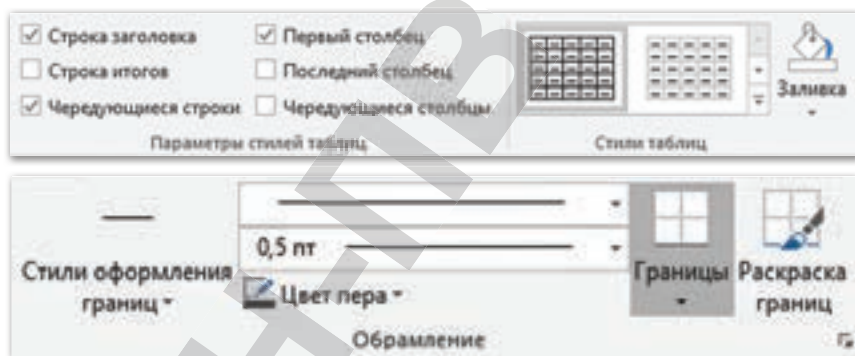 Строка заголовка
Первый столбец
Строка итогов
Последний столбец
Заливка
Чередующиеся строки
Чередующиеся столбцы
Параметры стилей таблиц
Стили таблиц
0,5 пт
Стили оформления
границ
Цвет пера
Границы
Раскраска
границ
Обрамление